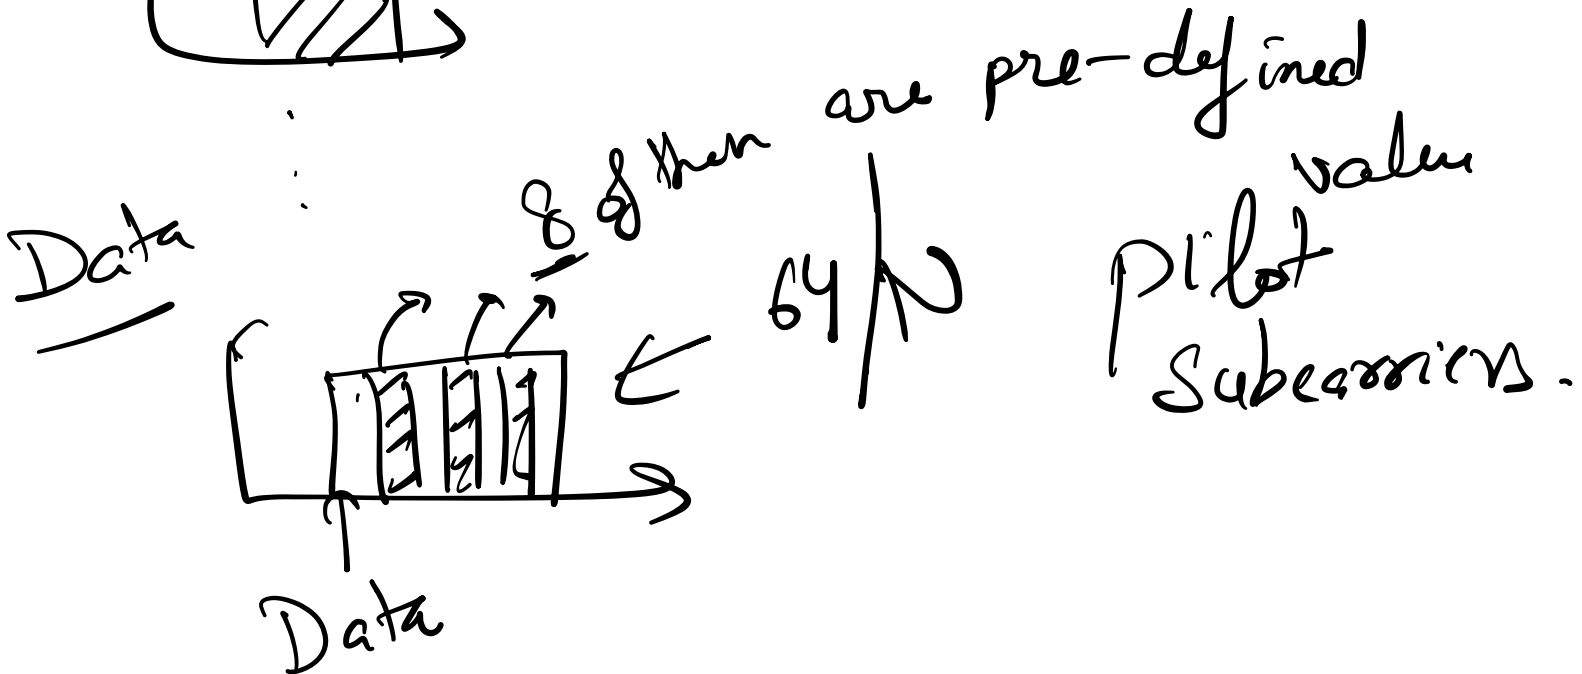 Data
8 of them are pre-defined
value
64 / N
Pilot
Subcarriers.
Data